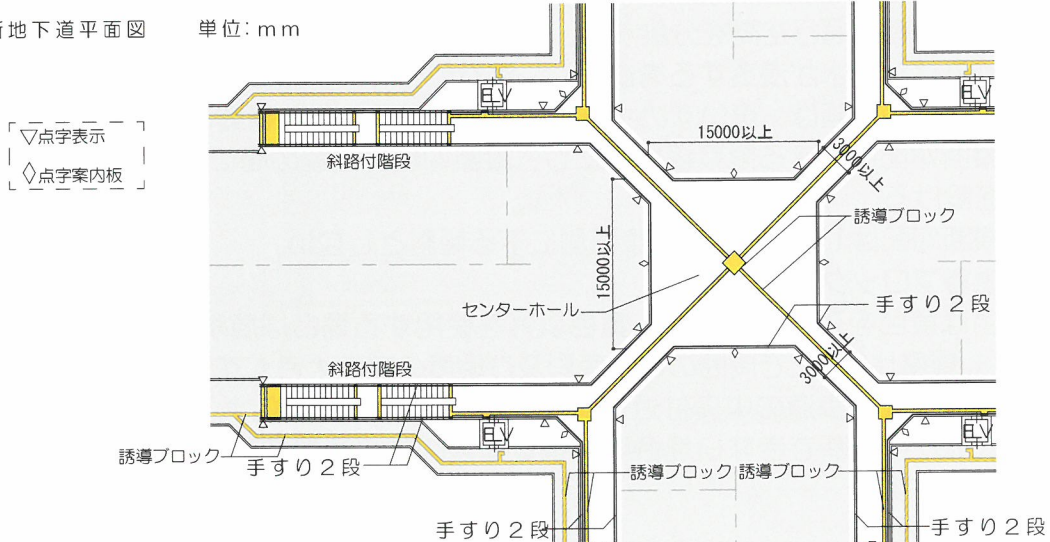 地下道平面図 単位:mm
▽点字表示
◇点字案内板
ELV
ELV
斜路付階段
15000以上
3000以上
誘導ブロック
15000以上
センターホール
手すり2段
斜路付階段
3000以上
ELV
ELV
誘導ブロック
手すり2段
誘導ブロック
誘導ブロック
手すり2段
手すり2段